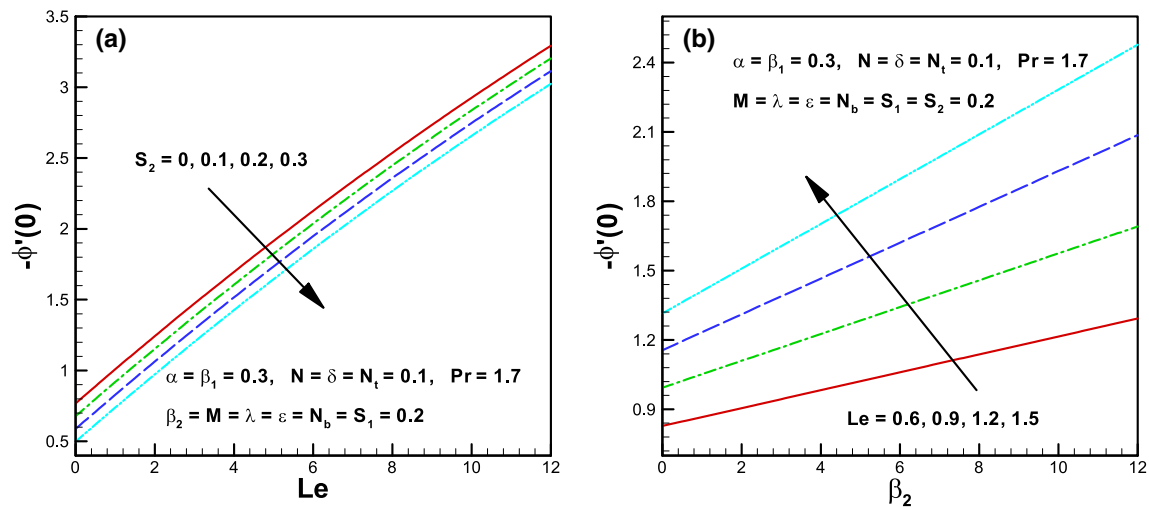 (a)
3.5
3
2.5
2
1.5
1
0.5
-ϕ'(0)
S₂ = 0, 0.1, 0.2, 0.3
α = β₁ = 0.3, N = δ = Nₜ = 0.1, Pr = 1.7
β₂ = M = λ = ε = N_b = S₁ = 0.2
0 2 4 6 8 10 12
Le
(b)
2.4
2.1
1.8
1.5
1.2
0.9
-ϕ'(0)
α = β₁ = 0.3, N = δ = Nₜ = 0.1, Pr = 1.7
M = λ = ε = N_b = S₁ = S₂ = 0.2
Le = 0.6, 0.9, 1.2, 1.5
0 2 4 6 8 10 12
β₂